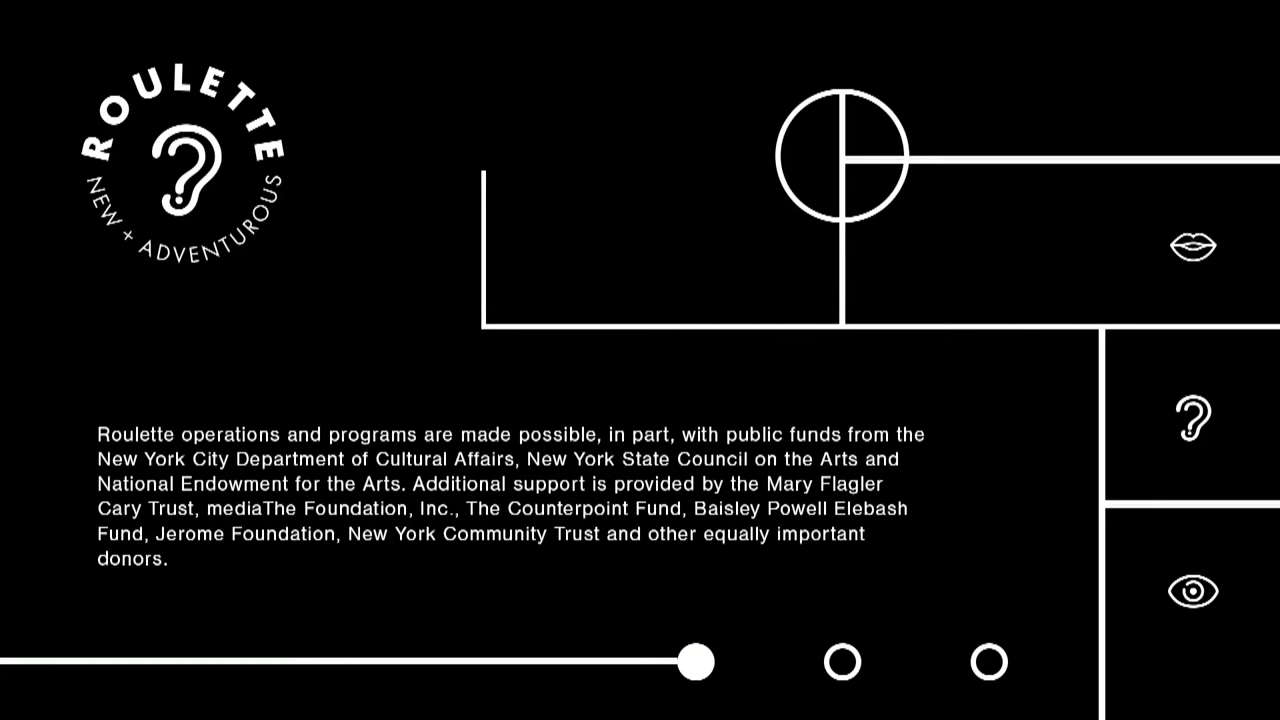 ROULETTE
NEW + ADVENTUROUS
Roulette operations and programs are made possible, in part, with public funds from the
New York City Department of Cultural Affairs, New York State Council on the Arts and
National Endowment for the Arts. Additional support is provided by the Mary Flagler
Cary Trust, mediaThe Foundation, Inc., The Counterpoint Fund, Baisley Powell Elebash
Fund, Jerome Foundation, New York Community Trust and other equally important
donors.